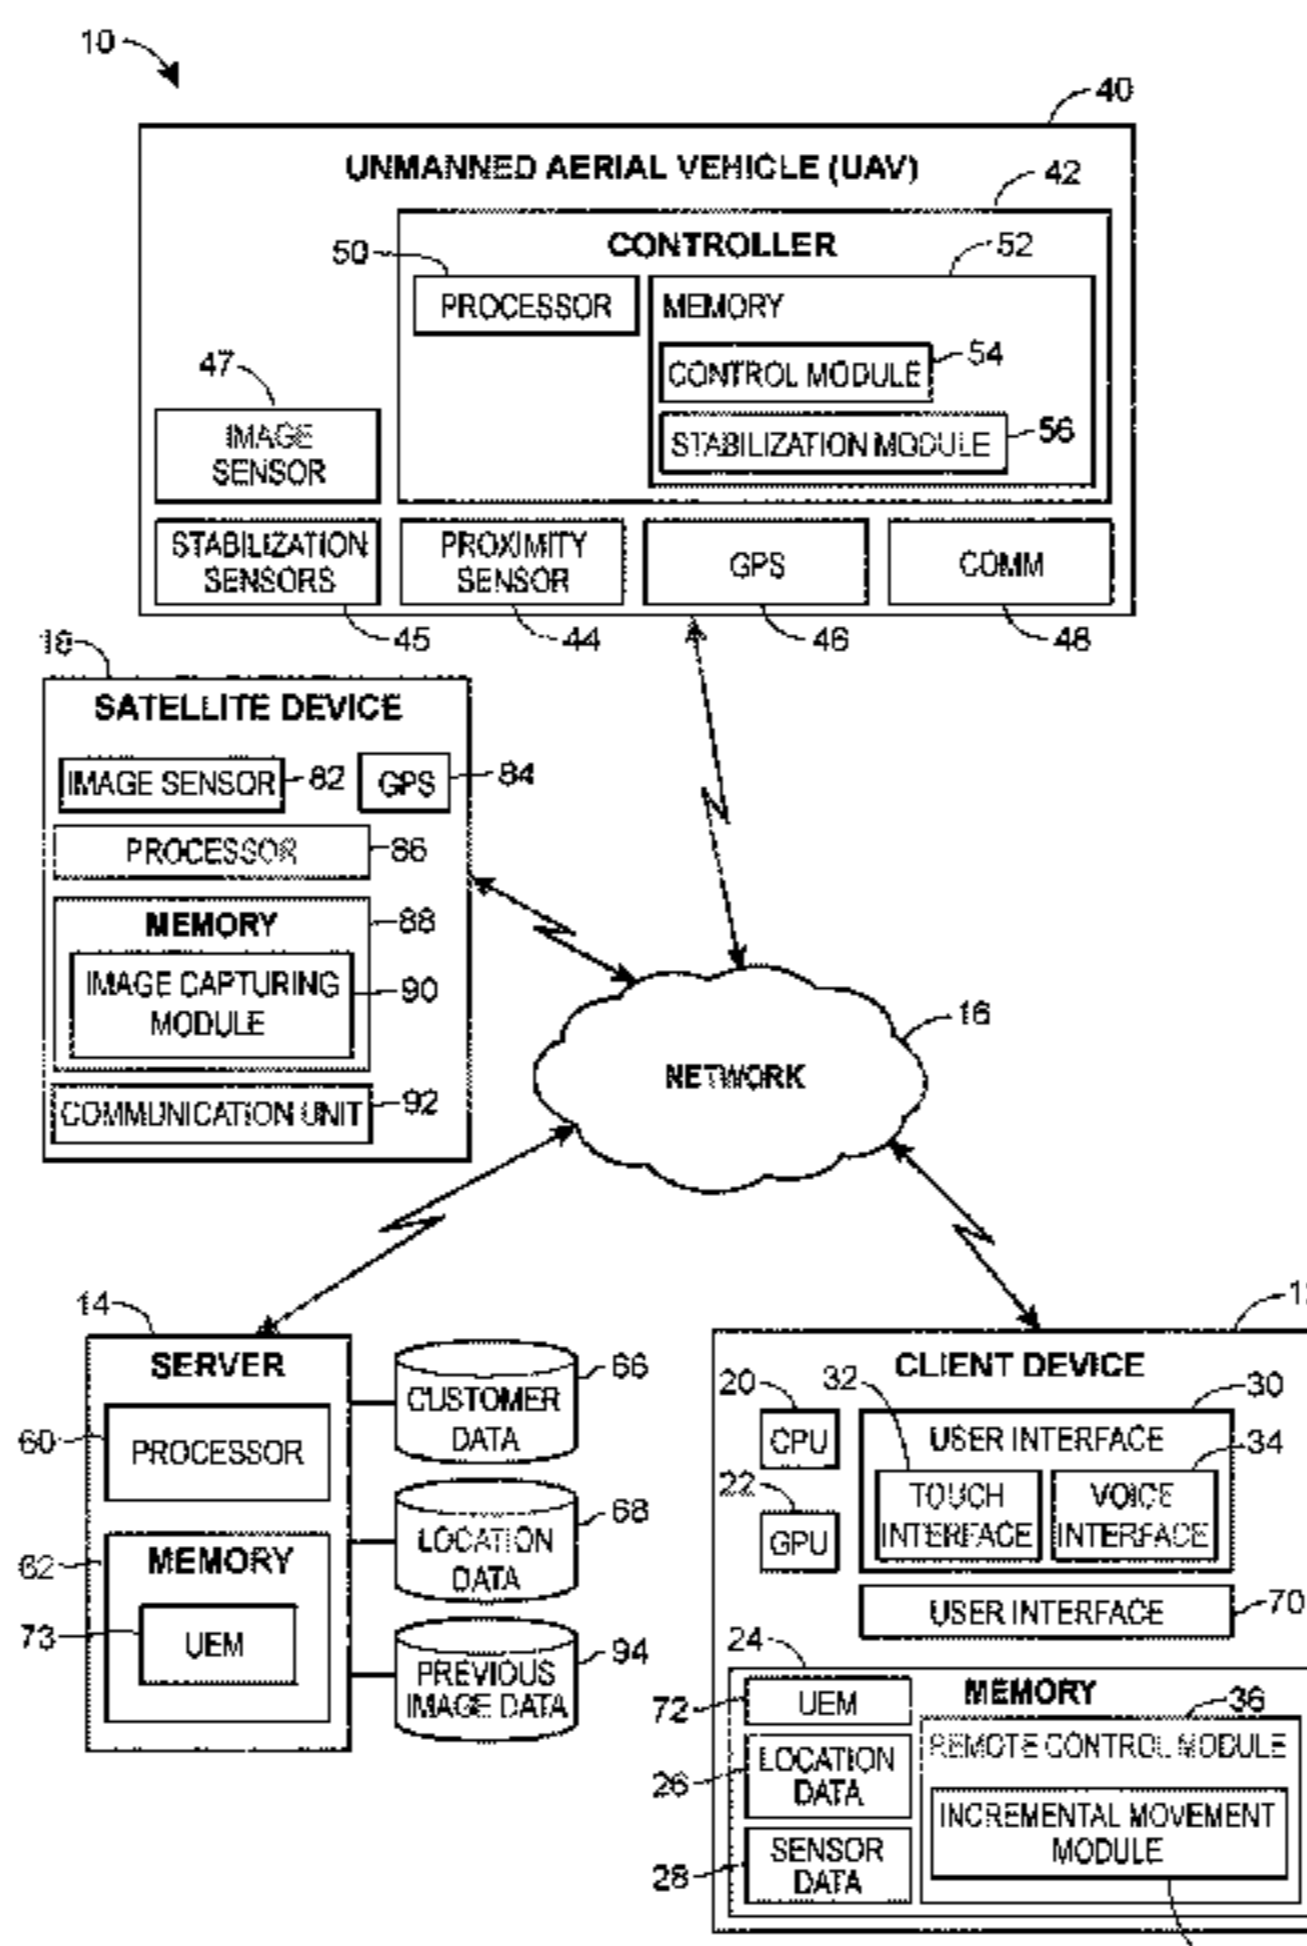 10
40
UNMANNED AERIAL VEHICLE (UAV)
42
CONTROLLER
50
52
PROCESSOR
MEMORY
54
CONTROL MODULE
56
STABILIZATION MODULE
47
IMAGE
SENSOR
STABILIZATION
SENSORS
PROXIMITY
SENSOR
GPS
COMM
45
44
46
48
18
SATELLITE DEVICE
IMAGE SENSOR
82
GPS
84
PROCESSOR
86
MEMORY
88
IMAGE CAPTURING
MODULE
90
COMMUNICATION UNIT
92
NETWORK
16
14
SERVER
60
PROCESSOR
62
MEMORY
73
UEM
CUSTOMER
DATA
66
LOCATION
DATA
68
PREVIOUS
IMAGE DATA
94
CLIENT DEVICE
20
CPU
22
GPU
32
30
USER INTERFACE
34
TOUCH
INTERFACE
VOICE
INTERFACE
USER INTERFACE
70
24
MEMORY
72
UEM
26
LOCATION
DATA
28
SENSOR
DATA
36
REMOTE CONTROL MODULE
INCREMENTAL MOVEMENT
MODULE